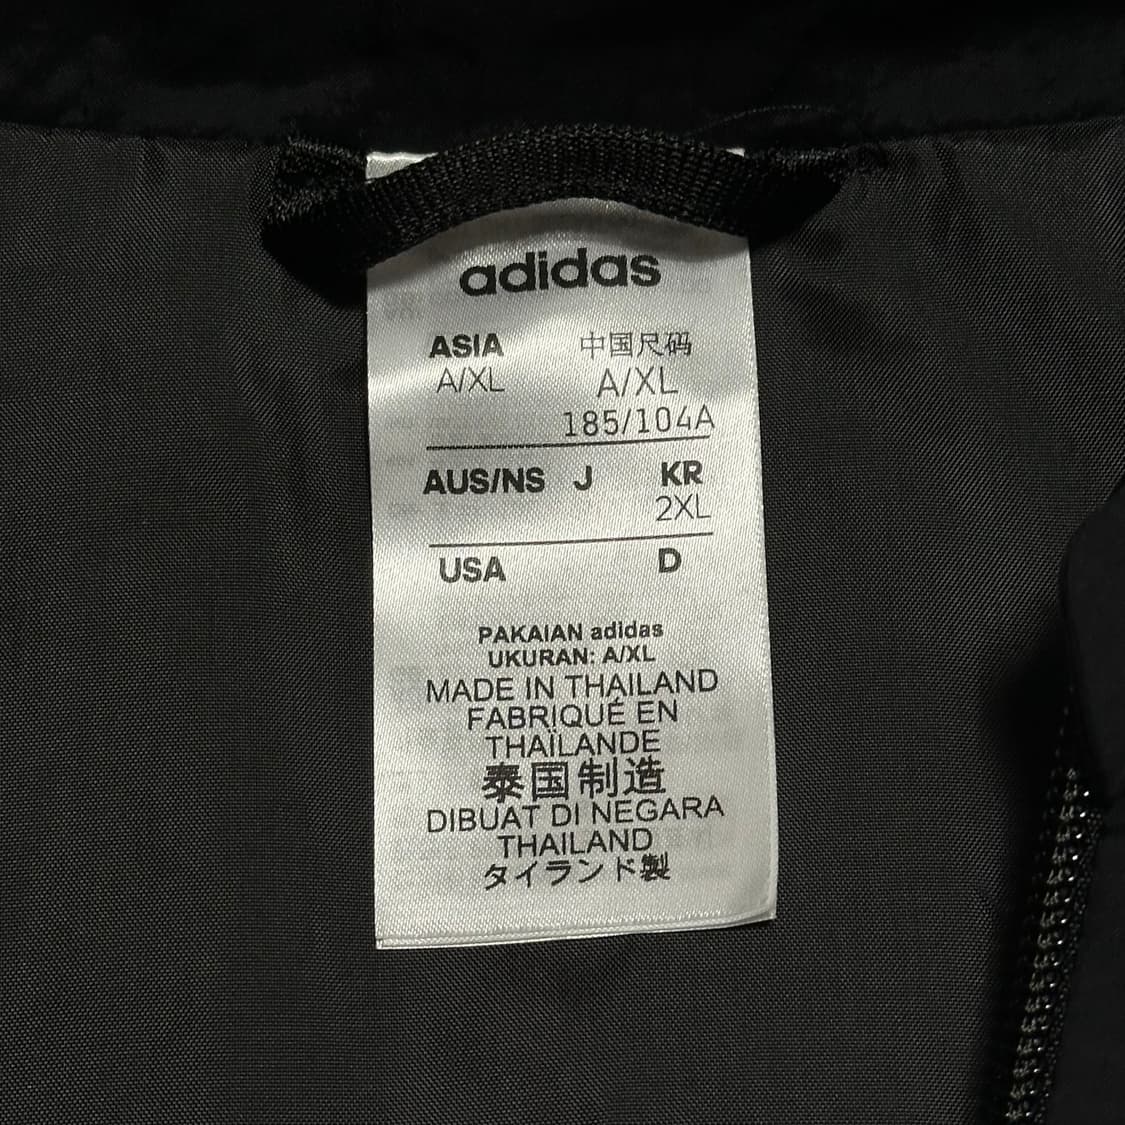 adidas
ASIA 中国尺码
A/XL A/XL
185/104A
AUS/NS J KR
2XL
USA D
PAKAIAN adidas
UKURAN: A/XL
MADE IN THAILAND
FABRIQUÉ EN
THAÏLANDE
泰国制造
DIBUAT DI NEGARA
THAILAND
タイランド製